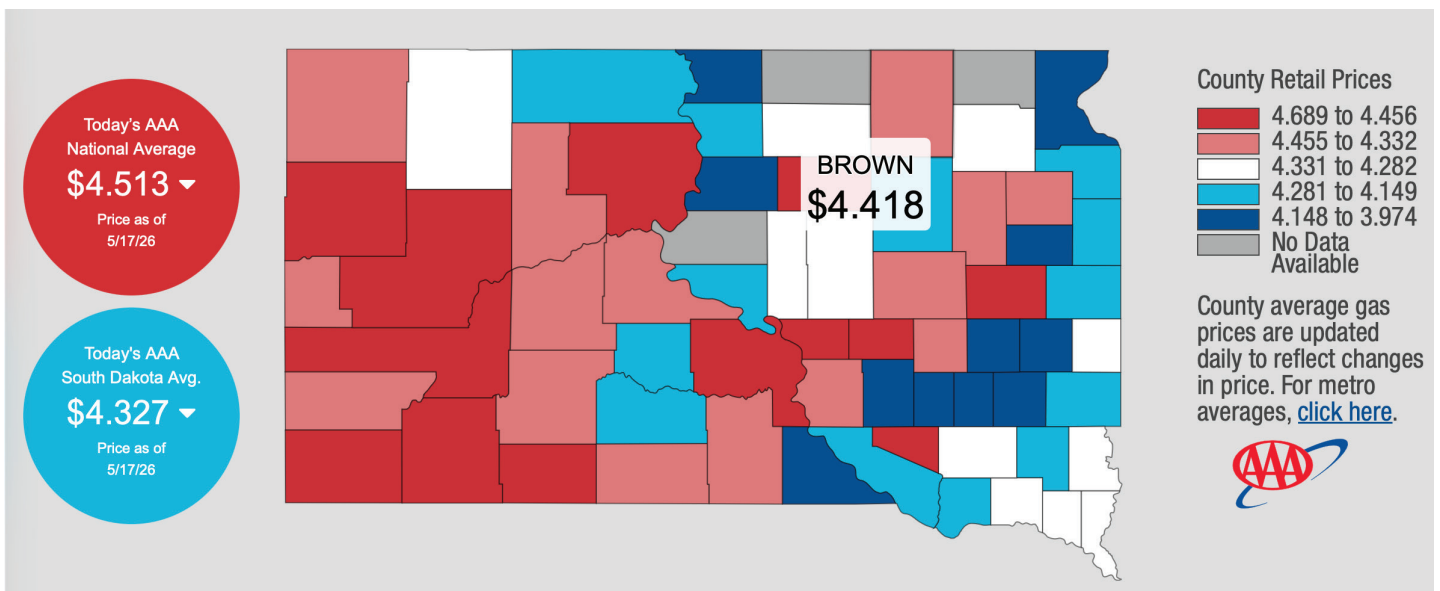 Today's AAA
National Average
$4.513
Price as of
5/17/26
Today's AAA
South Dakota Avg.
$4.327
Price as of
5/17/26
BROWN
$4.418
County Retail Prices
4.689 to 4.456
4.455 to 4.332
4.331 to 4.282
4.281 to 4.149
4.148 to 3.974
No Data
Available
County average gas
prices are updated
daily to reflect changes
in price. For metro
averages, click here.
AAA